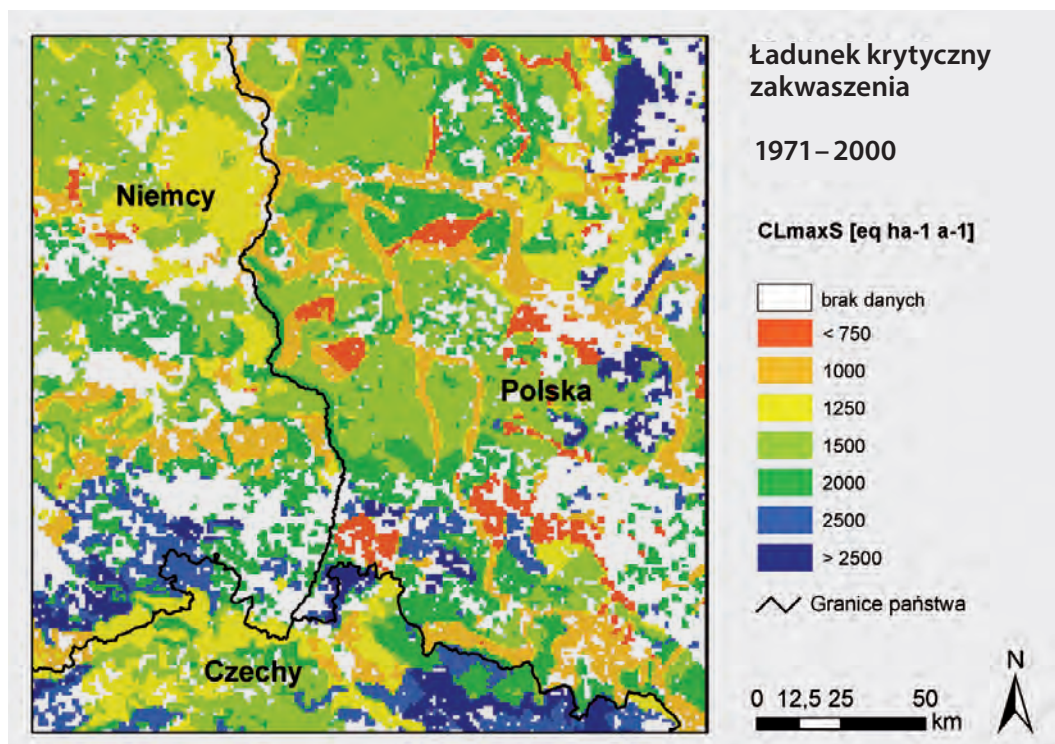 Ładunek krytyczny
zakwaszenia
1971–2000
CLmaxS [eq ha-1 a-1]
brak danych
< 750
1000
1250
1500
2000
2500
> 2500
Granice państwa
N
0 12,5 25 50
km
Niemcy
Polska
Czechy